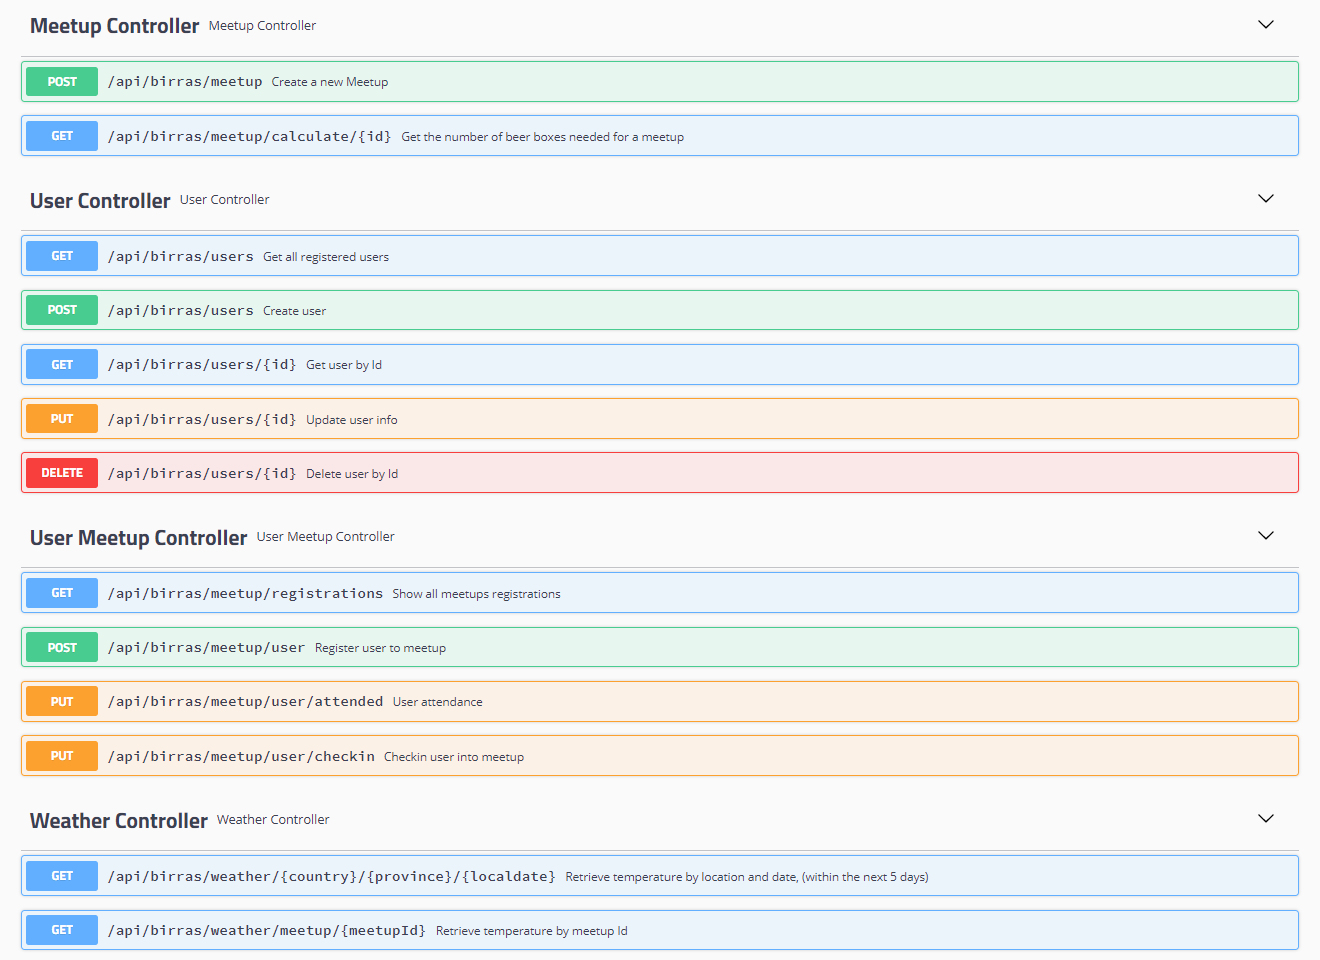 Meetup Controller Meetup Controller
POST /api/birras/meetup Create a new Meetup
GET /api/birras/meetup/calculate/{id} Get the number of beer boxes needed for a meetup
User Controller User Controller
GET /api/birras/users Get all registered users
POST /api/birras/users Create user
GET /api/birras/users/{id} Get user by Id
PUT /api/birras/users/{id} Update user info
DELETE /api/birras/users/{id} Delete user by Id
User Meetup Controller User Meetup Controller
GET /api/birras/meetup/registrations Show all meetups registrations
POST /api/birras/meetup/user Register user to meetup
PUT /api/birras/meetup/user/attended User attendance
PUT /api/birras/meetup/user/checkin Checkin user into meetup
Weather Controller Weather Controller
GET /api/birras/weather/{country}/{province}/{localdate} Retrieve temperature by location and date, (within the next 5 days)
GET /api/birras/weather/meetup/{meetupId} Retrieve temperature by meetup Id